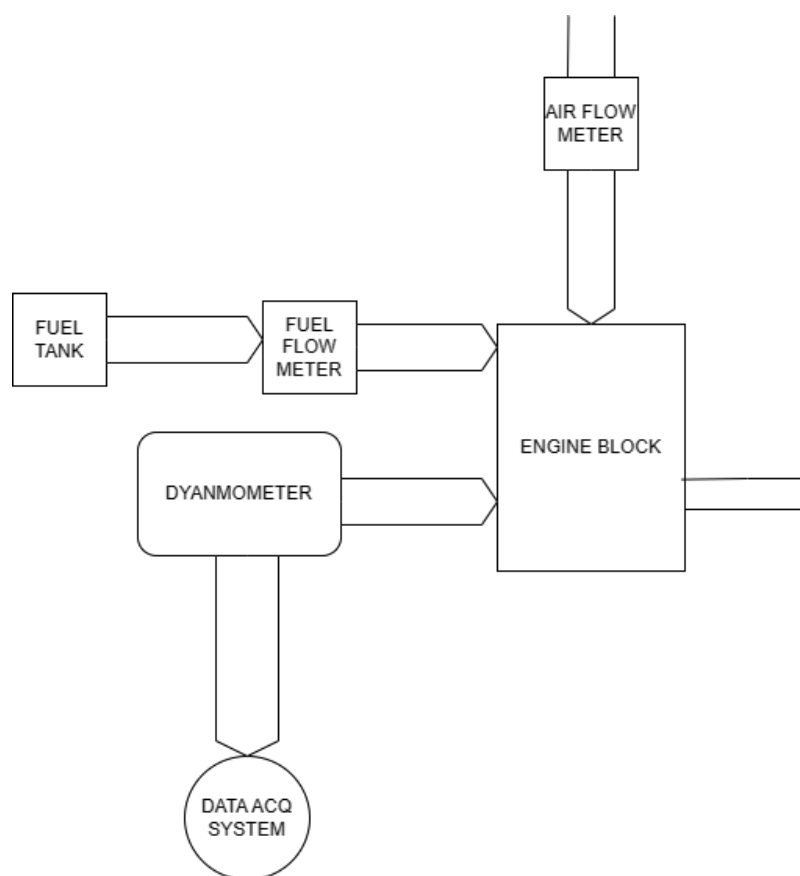 AIR FLOW
METER
FUEL
TANK
FUEL
FLOW
METER
ENGINE BLOCK
DYANMOMETER
DATA ACQ
SYSTEM